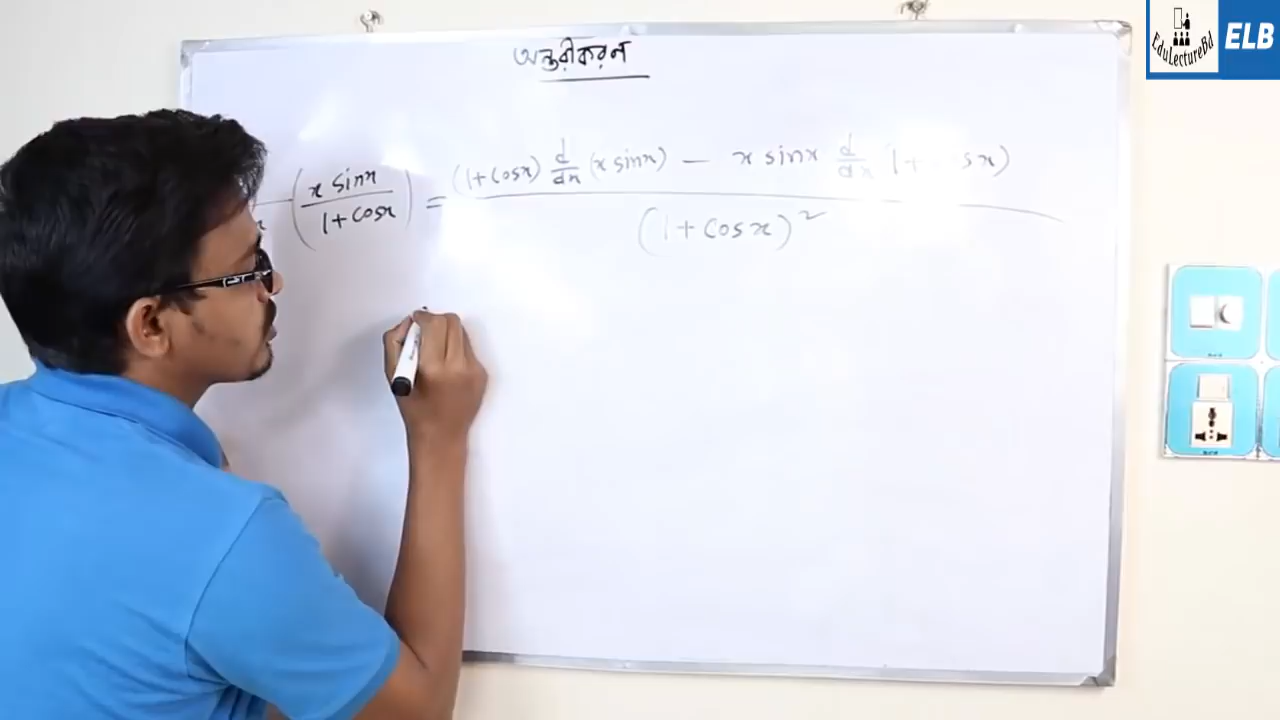 EduLectureBd ELB
অন্তরীকরণ
(x sinx / 1+cosx) = (1+cosx) d/dx (x sinx) − x sinx d/dx (1+cosx) / (1+cosx)²